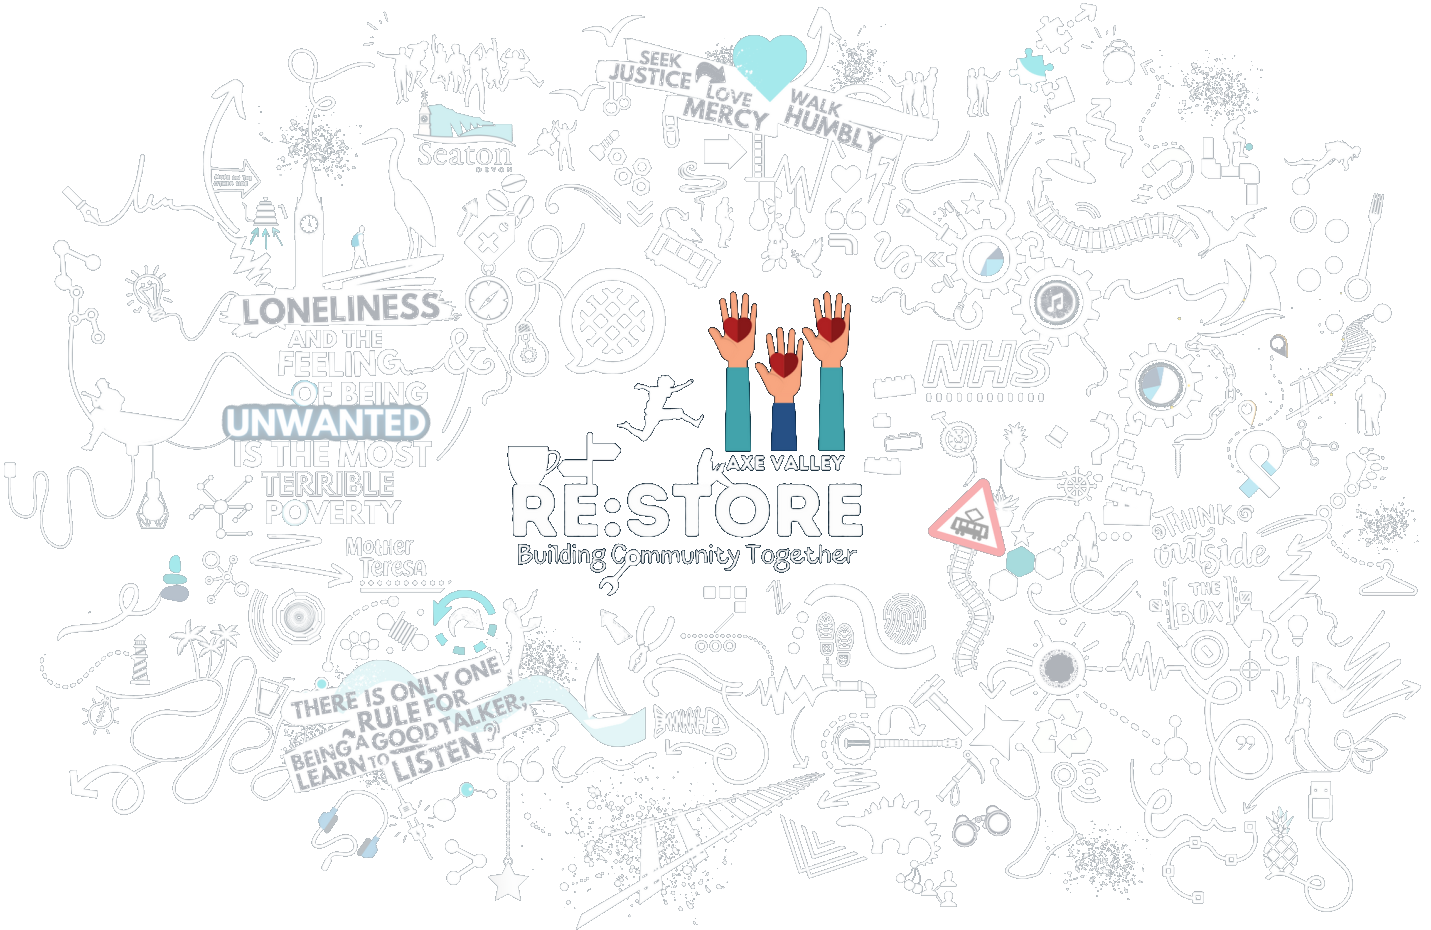 SEEK
JUSTICE
LOVE
MERCY
WALK
HUMBLY
Seaton
DEVON
LONELINESS
AND THE
FEELING
OF BEING
UNWANTED
IS THE MOST
TERRIBLE
POVERTY
Mother
Teresa
&
NHS
AXE VALLEY
RE:STORE
Building Community Together
THINK
outside
THE
BOX
THERE IS ONLY ONE
RULE FOR
BEING A GOOD TALKER;
LEARN TO LISTEN